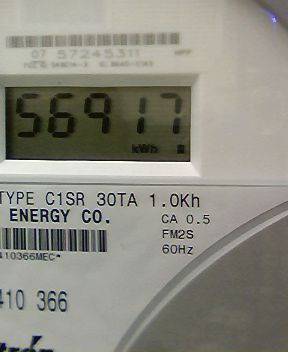 07 57245311
56917
kWh
TYPE C1SR 30TA 1.0Kh
ENERGY CO. CA 0.5
FM2S
410366MEC* 60Hz
410 366